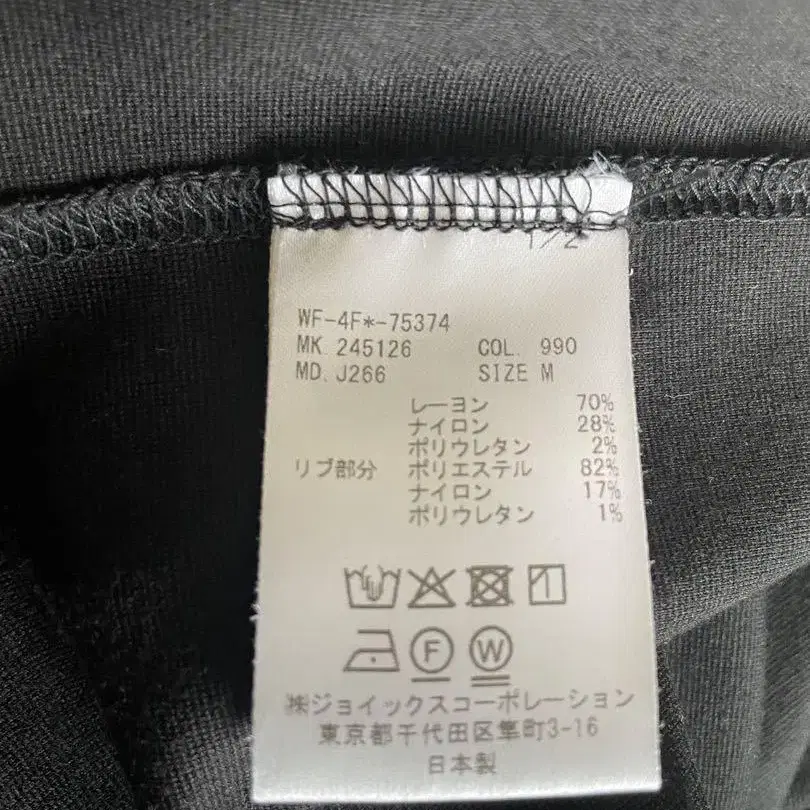 1/2
WF-4F*-75374
MK. 245126 COL. 990
MD. J266 SIZE M
レーヨン 70%
ナイロン 28%
ポリウレタン 2%
リブ部分 ポリエステル 82%
ナイロン 17%
ポリウレタン 1%
F W
㈱ジョイックスコーポレーション
東京都千代田区隼町3-16
日本製